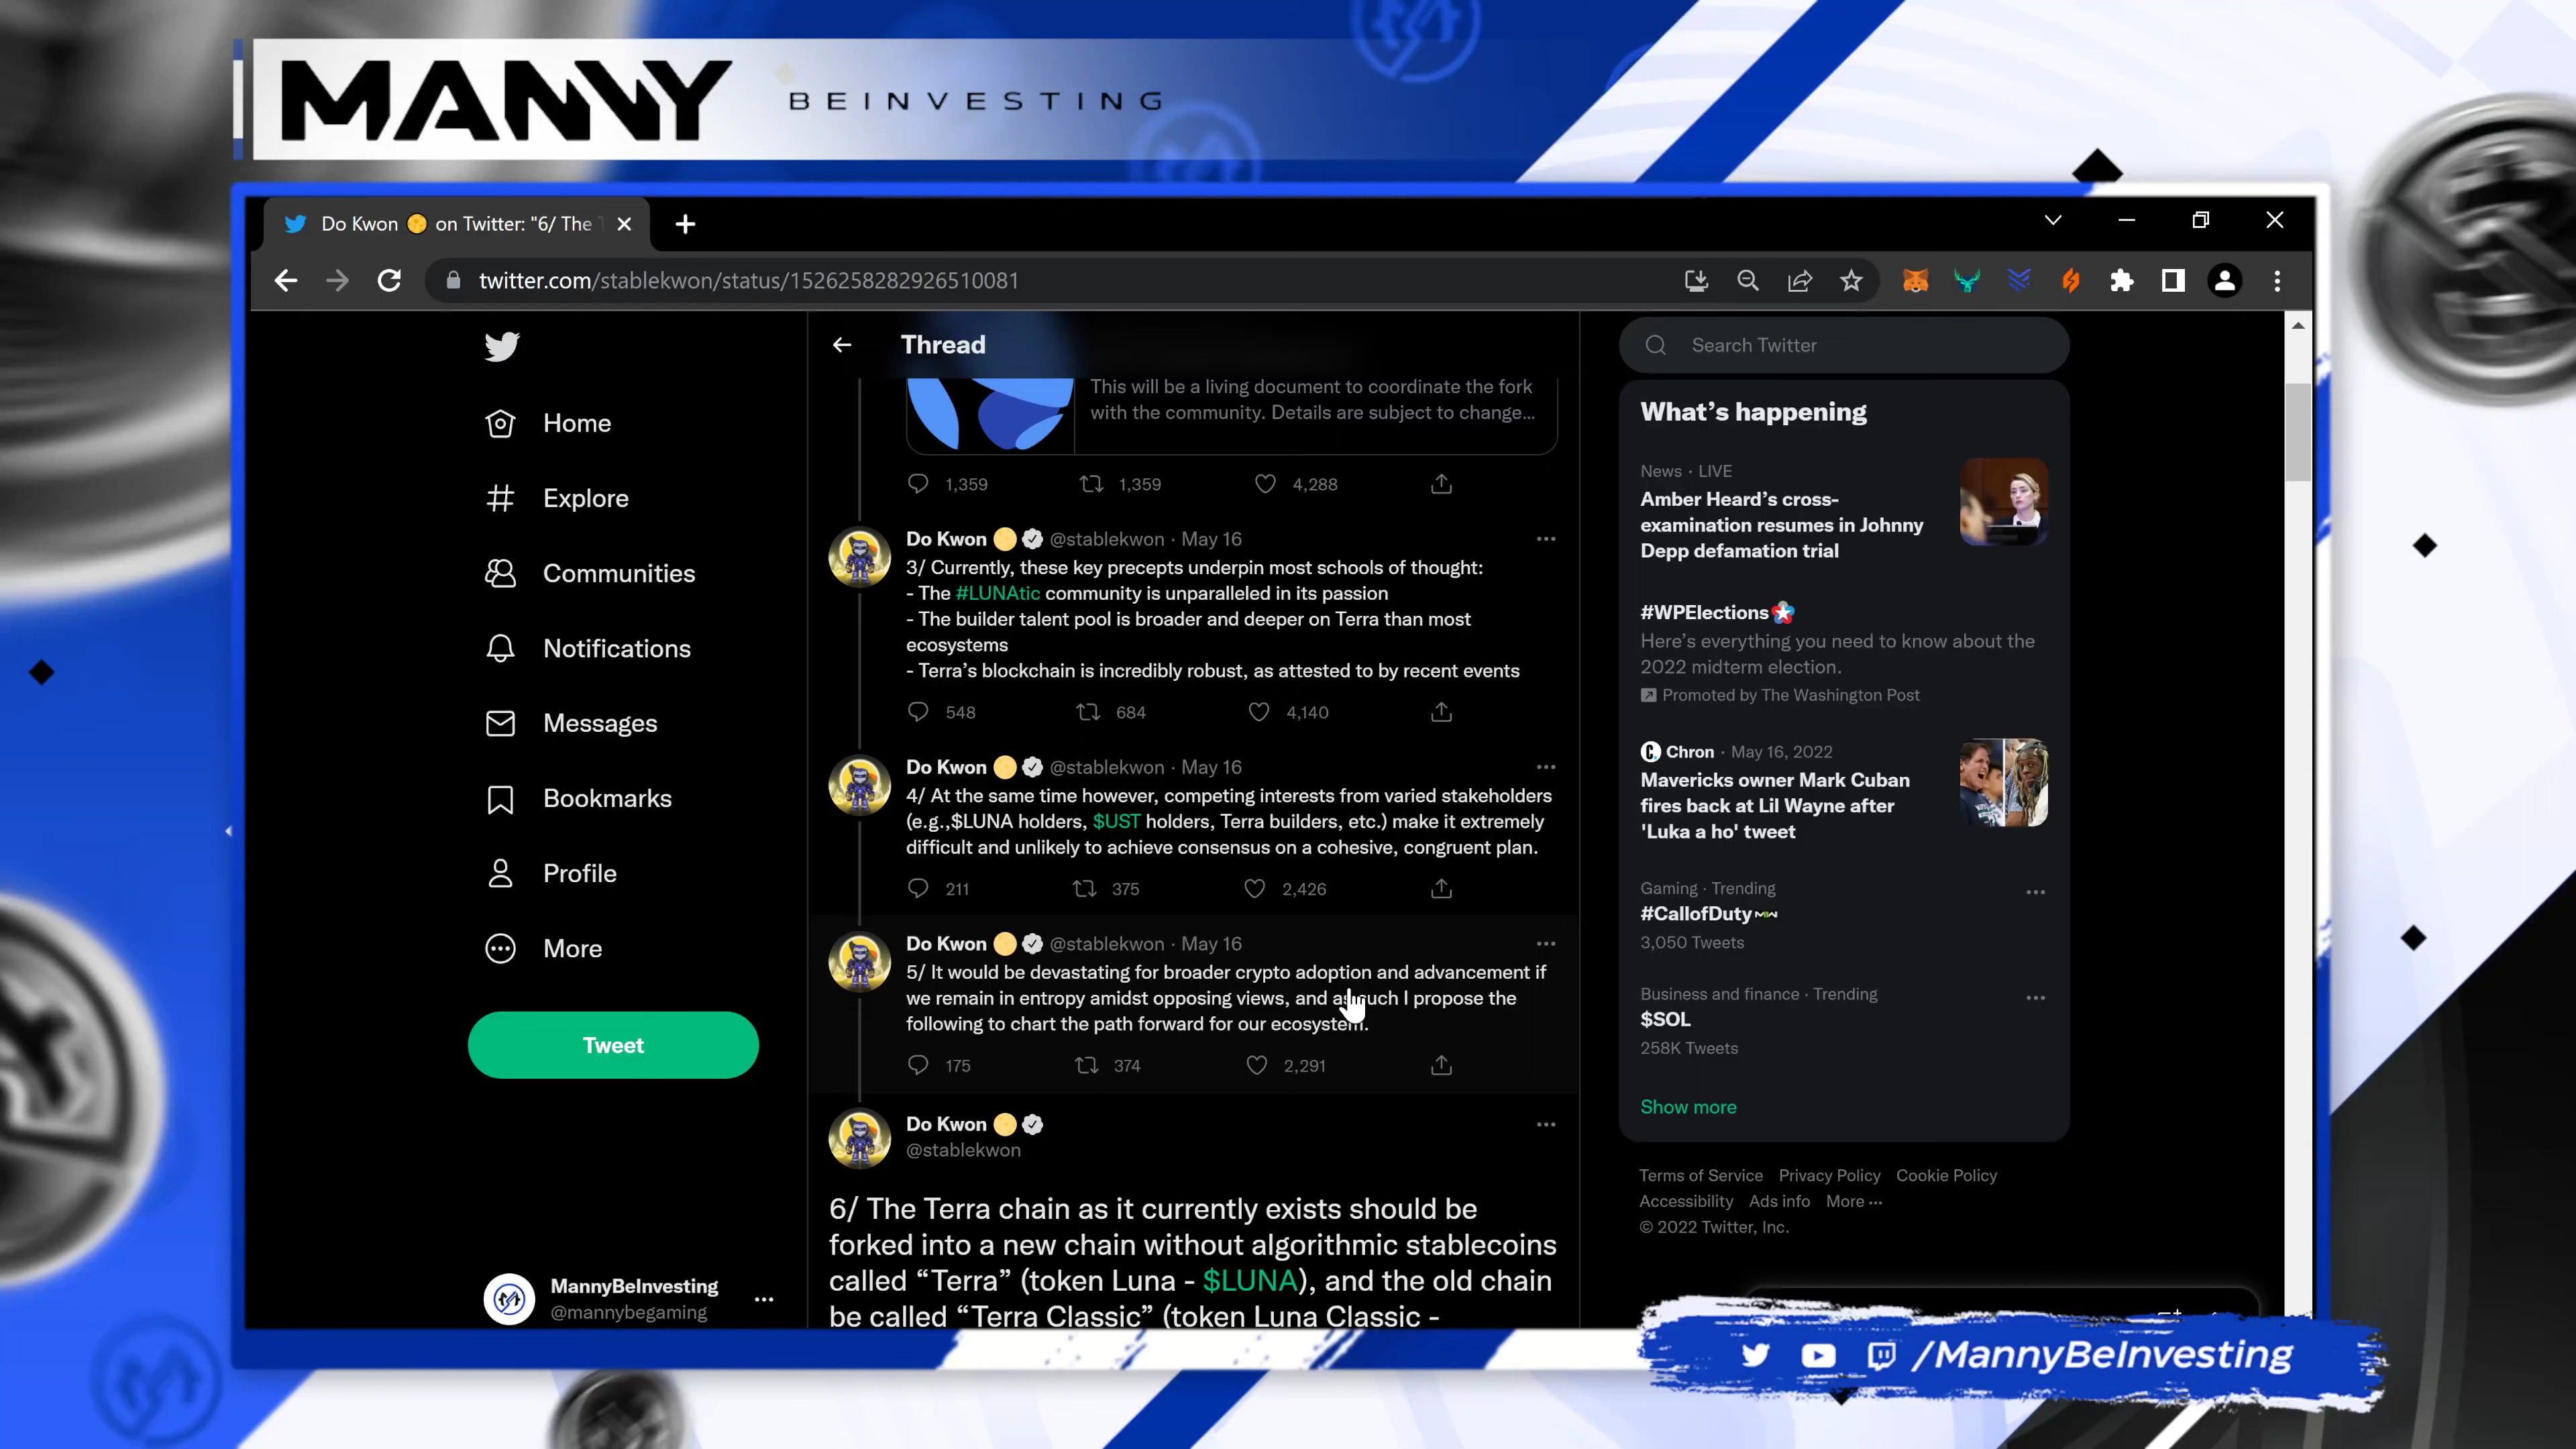 MANNY BEINVESTING
Do Kwon on Twitter: "6/ The
twitter.com/stablekwon/status/1526258282926510081
Home
Explore
Communities
Notifications
Messages
Bookmarks
Profile
More
Tweet
MannyBeInvesting
@mannybegaming
Thread
This will be a living document to coordinate the fork
with the community. Details are subject to change...
1,359 1,359 4,288
Do Kwon @stablekwon · May 16
3/ Currently, these key precepts underpin most schools of thought:
- The #LUNAtic community is unparalleled in its passion
- The builder talent pool is broader and deeper on Terra than most
ecosystems
- Terra's blockchain is incredibly robust, as attested to by recent events
548 684 4,140
Do Kwon @stablekwon · May 16
4/ At the same time however, competing interests from varied stakeholders
(e.g.,$LUNA holders, $UST holders, Terra builders, etc.) make it extremely
difficult and unlikely to achieve consensus on a cohesive, congruent plan.
211 375 2,426
Do Kwon @stablekwon · May 16
5/ It would be devastating for broader crypto adoption and advancement if
we remain in entropy amidst opposing views, and as such I propose the
following to chart the path forward for our ecosystem.
175 374 2,291
Do Kwon
@stablekwon
6/ The Terra chain as it currently exists should be
forked into a new chain without algorithmic stablecoins
called “Terra” (token Luna - $LUNA), and the old chain
be called “Terra Classic” (token Luna Classic -
Search Twitter
What's happening
News · LIVE
Amber Heard's cross-
examination resumes in Johnny
Depp defamation trial
#WPElections
Here's everything you need to know about the
2022 midterm election.
Promoted by The Washington Post
Chron · May 16, 2022
Mavericks owner Mark Cuban
fires back at Lil Wayne after
'Luka a ho' tweet
Gaming · Trending
#CallofDuty
3,050 Tweets
Business and finance · Trending
$SOL
258K Tweets
Show more
Terms of Service Privacy Policy Cookie Policy
Accessibility Ads info More ...
© 2022 Twitter, Inc.
/MannyBeInvesting